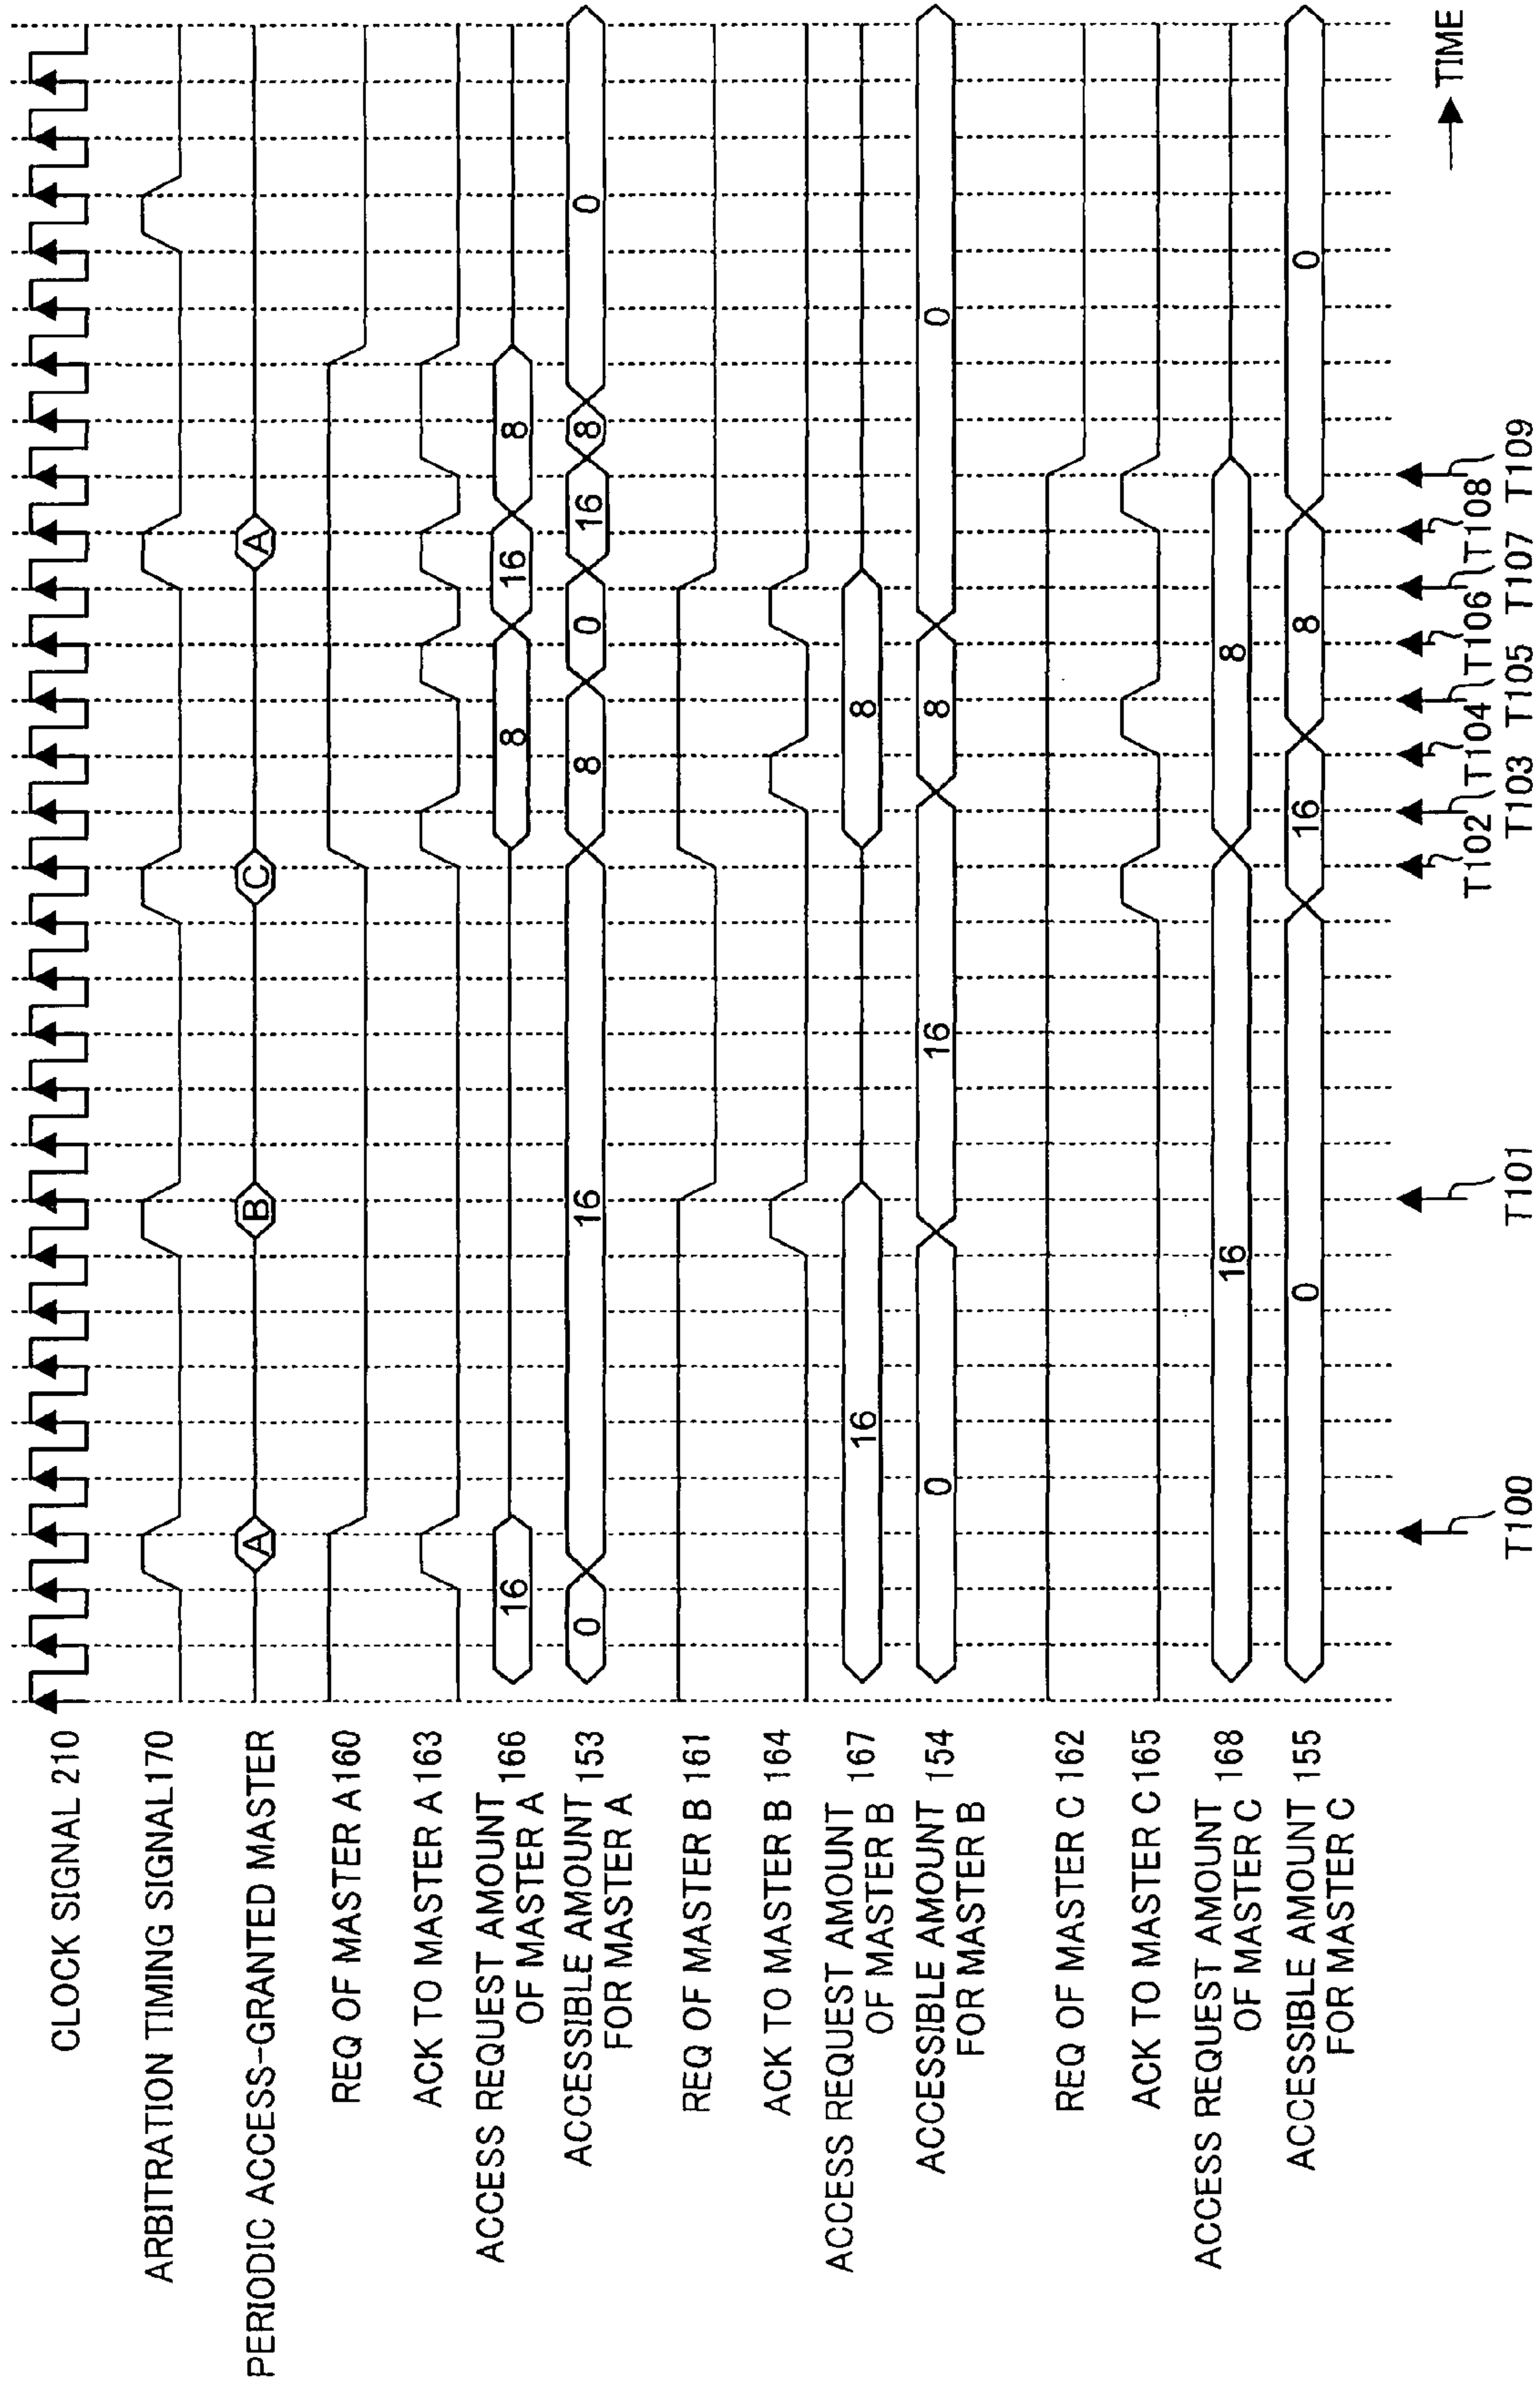 CLOCK SIGNAL 210
ARBITRATION TIMING SIGNAL170
PERIODIC ACCESS-GRANTED MASTER
A
B
C
A
REQ OF MASTER A160
ACK TO MASTER A 163
ACCESS REQUEST AMOUNT 166
OF MASTER A
16
8
16
8
ACCESSIBLE AMOUNT 153
FOR MASTER A
0
16
8
0
16
8
0
REQ OF MASTER B 161
ACK TO MASTER B 164
ACCESS REQUEST AMOUNT 167
OF MASTER B
16
8
ACCESSIBLE AMOUNT 154
FOR MASTER B
0
16
8
0
REQ OF MASTER C 162
ACK TO MASTER C 165
ACCESS REQUEST AMOUNT 168
OF MASTER C
16
8
ACCESSIBLE AMOUNT 155
FOR MASTER C
0
16
8
0
TIME
T102 T104 T106 T108
T100 T101 T103 T105 T107 T109